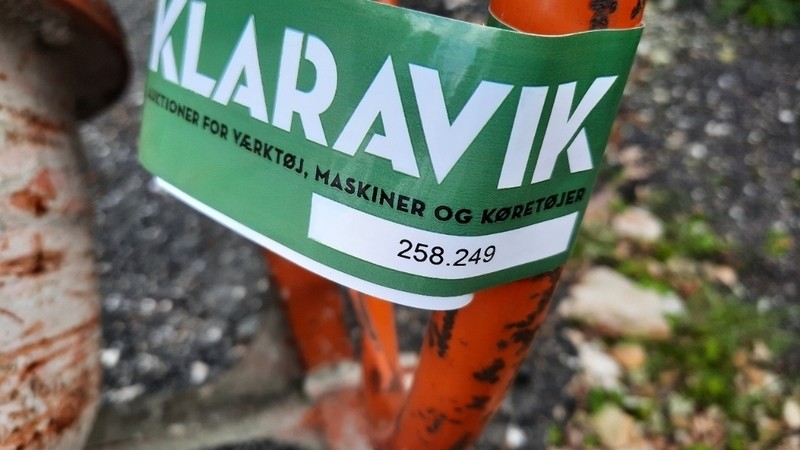 KLARAVIK
AUKTIONER FOR VÆRKTØJ, MASKINER OG KØRETØJER
258.249